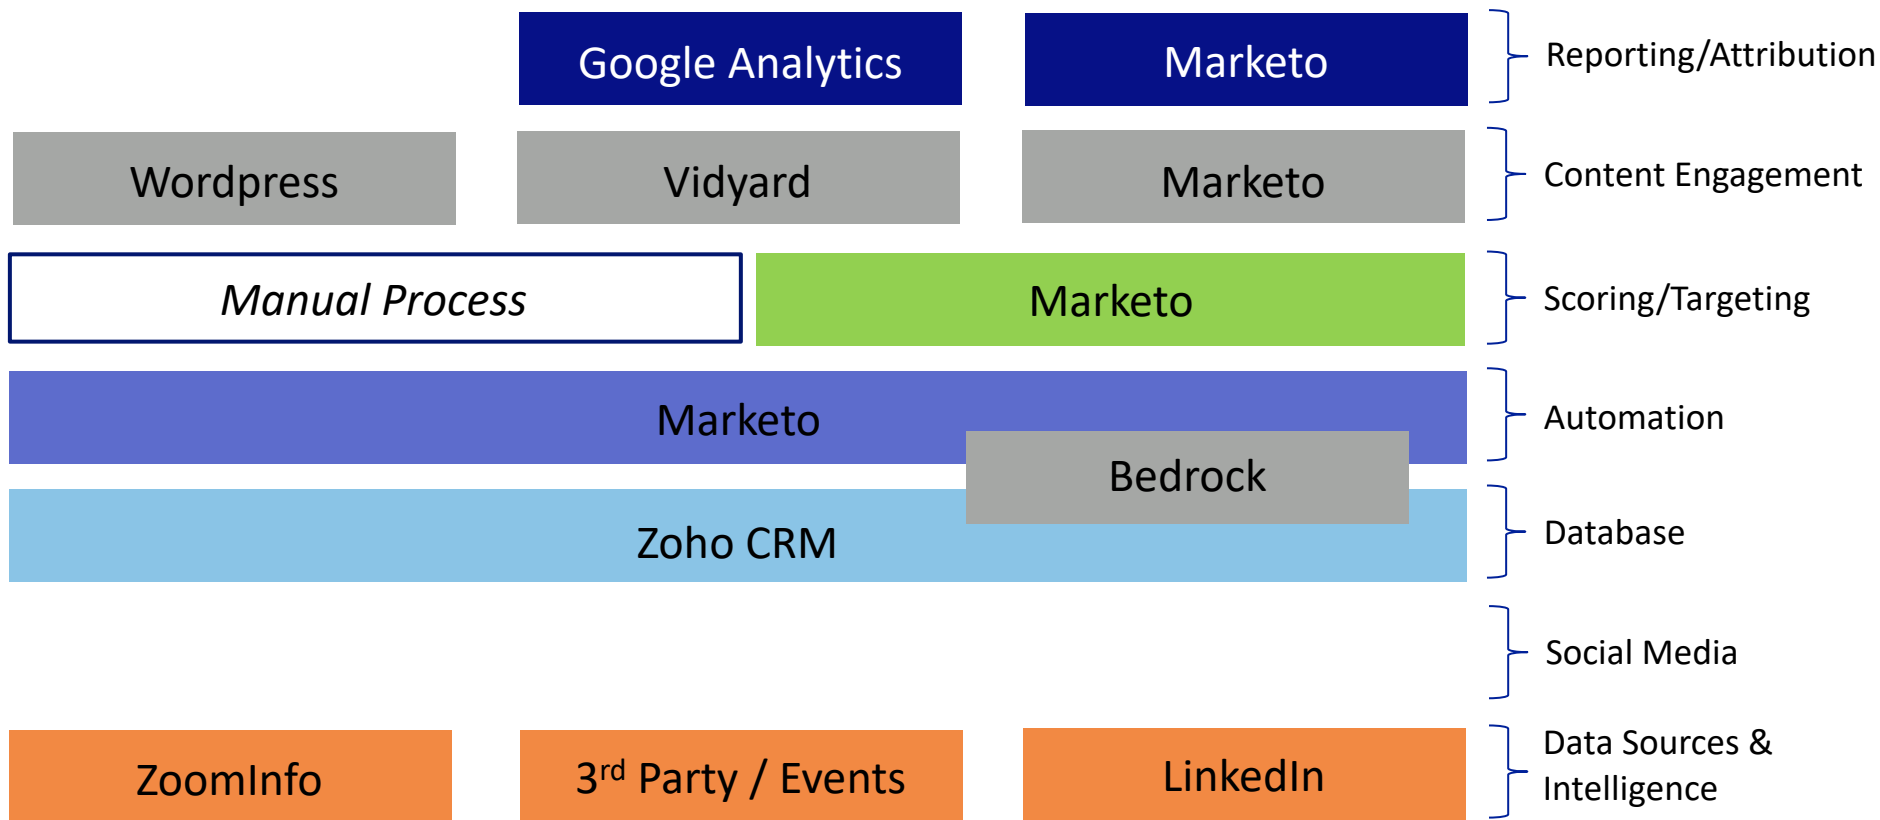 Google Analytics
Marketo
Reporting/Attribution
Wordpress
Vidyard
Marketo
Content Engagement
Manual Process
Marketo
Scoring/Targeting
Marketo
Automation
Bedrock
Zoho CRM
Database
Social Media
ZoomInfo
3rd Party / Events
LinkedIn
Data Sources &
Intelligence